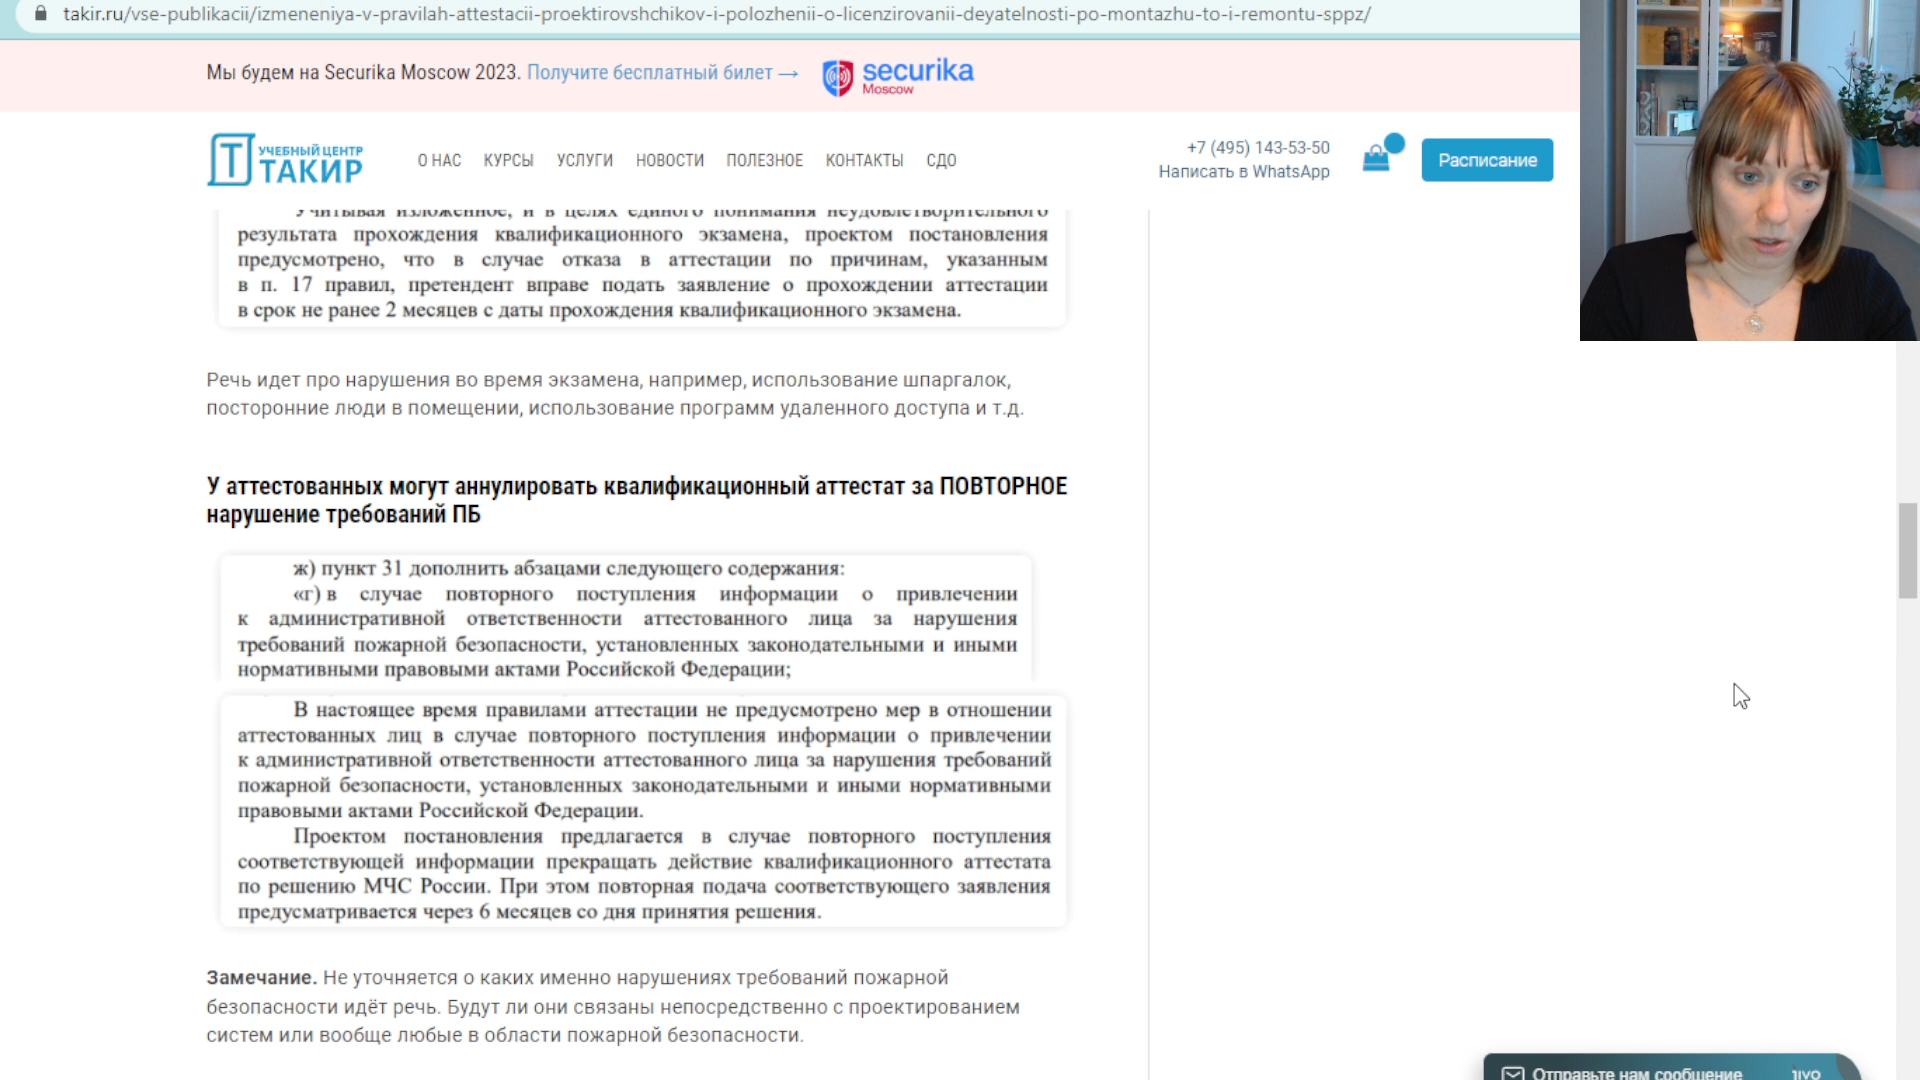 takir.ru/vse-publikacii/izmeneniya-v-pravilah-attestacii-proektirovshchikov-i-polozhenii-o-licenzirovanii-deyatelnosti-po-montazhu-to-i-remontu-sppz/
Мы будем на Securika Moscow 2023. Получите бесплатный билет →
securika
Moscow
УЧЕБНЫЙ ЦЕНТР
ТАКИР
О НАС КУРСЫ УСЛУГИ НОВОСТИ ПОЛЕЗНОЕ КОНТАКТЫ СДО
+7 (495) 143-53-50
Написать в WhatsApp
Расписание
Учитывая изложенное, и в целях единого понимания неудовлетворительного
результата прохождения квалификационного экзамена, проектом постановления
предусмотрено, что в случае отказа в аттестации по причинам, указанным
в п. 17 правил, претендент вправе подать заявление о прохождении аттестации
в срок не ранее 2 месяцев с даты прохождения квалификационного экзамена.
Речь идет про нарушения во время экзамена, например, использование шпаргалок,
посторонние люди в помещении, использование программ удаленного доступа и т.д.
У аттестованных могут аннулировать квалификационный аттестат за ПОВТОРНОЕ
нарушение требований ПБ
ж) пункт 31 дополнить абзацами следующего содержания:
«г) в случае повторного поступления информации о привлечении
к административной ответственности аттестованного лица за нарушения
требований пожарной безопасности, установленных законодательными и иными
нормативными правовыми актами Российской Федерации;
В настоящее время правилами аттестации не предусмотрено мер в отношении
аттестованных лиц в случае повторного поступления информации о привлечении
к административной ответственности аттестованного лица за нарушения требований
пожарной безопасности, установленных законодательными и иными нормативными
правовыми актами Российской Федерации.
Проектом постановления предлагается в случае повторного поступления
соответствующей информации прекращать действие квалификационного аттестата
по решению МЧС России. При этом повторная подача соответствующего заявления
предусматривается через 6 месяцев со дня принятия решения.
Замечание. Не уточняется о каких именно нарушениях требований пожарной
безопасности идёт речь. Будут ли они связаны непосредственно с проектированием
систем или вообще любые в области пожарной безопасности.
Отправьте нам сообщение jivo